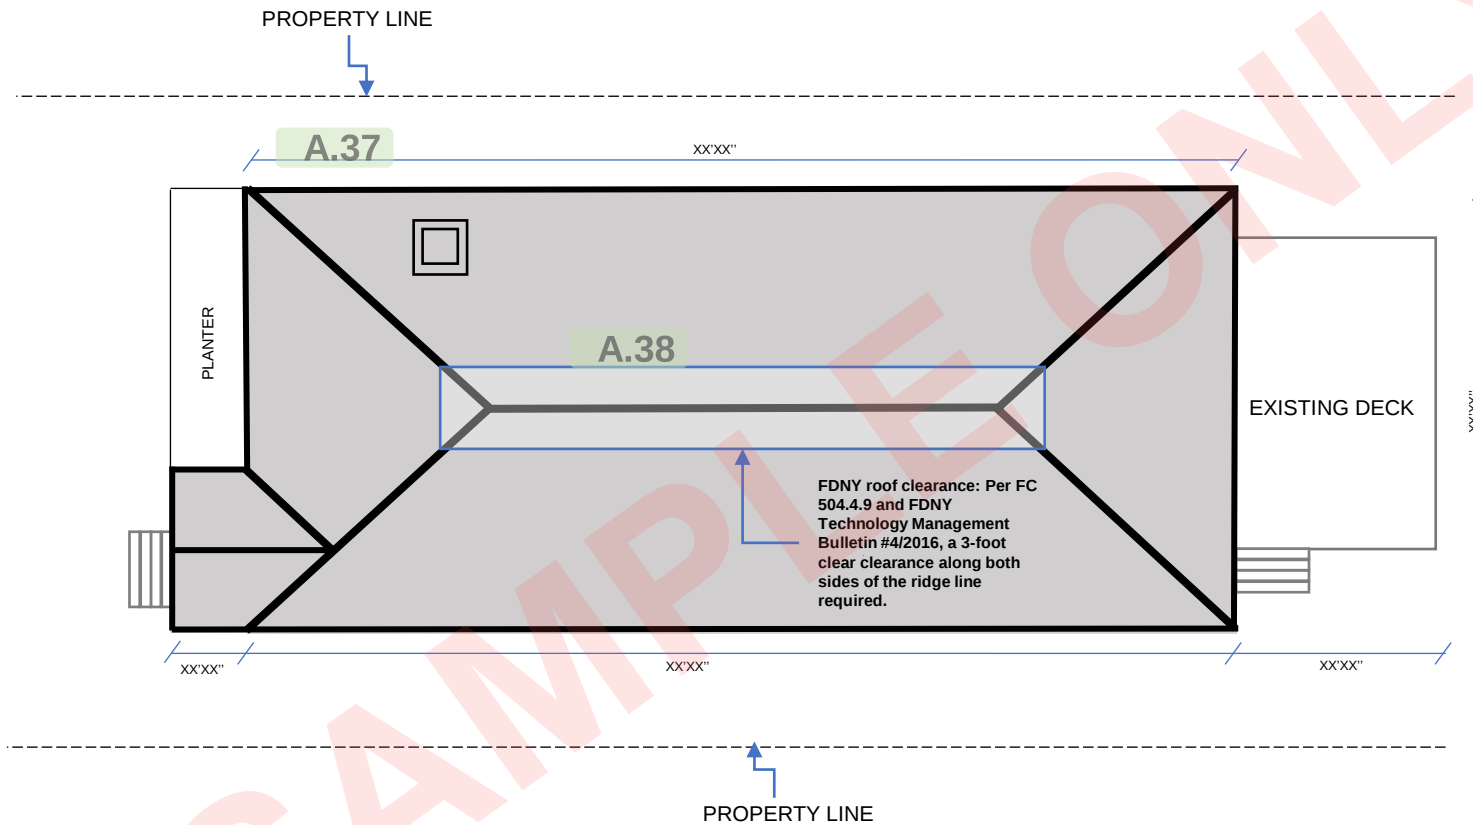 PROPERTY LINE
A.37
XX'XX’’
PLANTER
A.38
EXISTING DECK
XX'XX’’
FDNY roof clearance: Per FC
504.4.9 and FDNY
Technology Management
Bulletin #4/2016, a 3-foot
clear clearance along both
sides of the ridge line
required.
XX'XX’’
XX'XX’’
XX'XX’’
PROPERTY LINE
SAMPLE ONLY